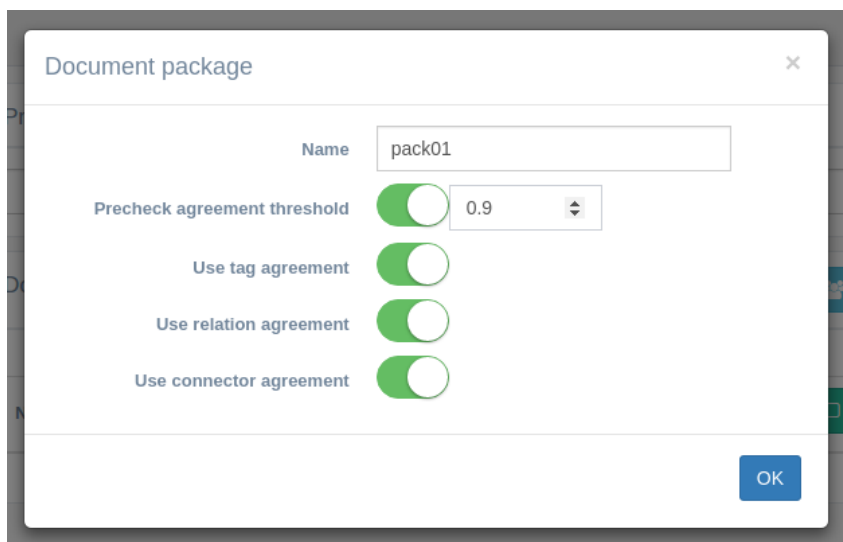 Document package
×
Name
pack01
Precheck agreement threshold
0.9
Use tag agreement
Use relation agreement
Use connector agreement
OK